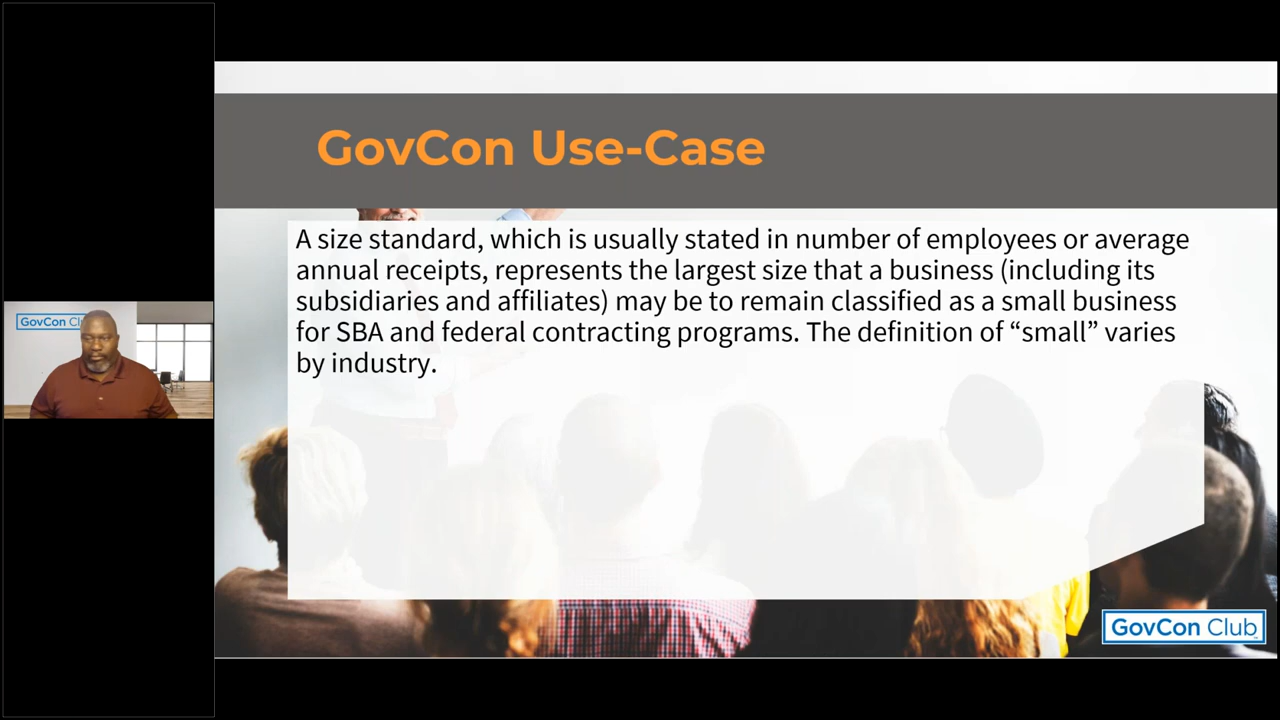 GovCon Use-Case
A size standard, which is usually stated in number of employees or average
annual receipts, represents the largest size that a business (including its
subsidiaries and affiliates) may be to remain classified as a small business
for SBA and federal contracting programs. The definition of “small” varies
by industry.
GovCon Cl
GovCon Club